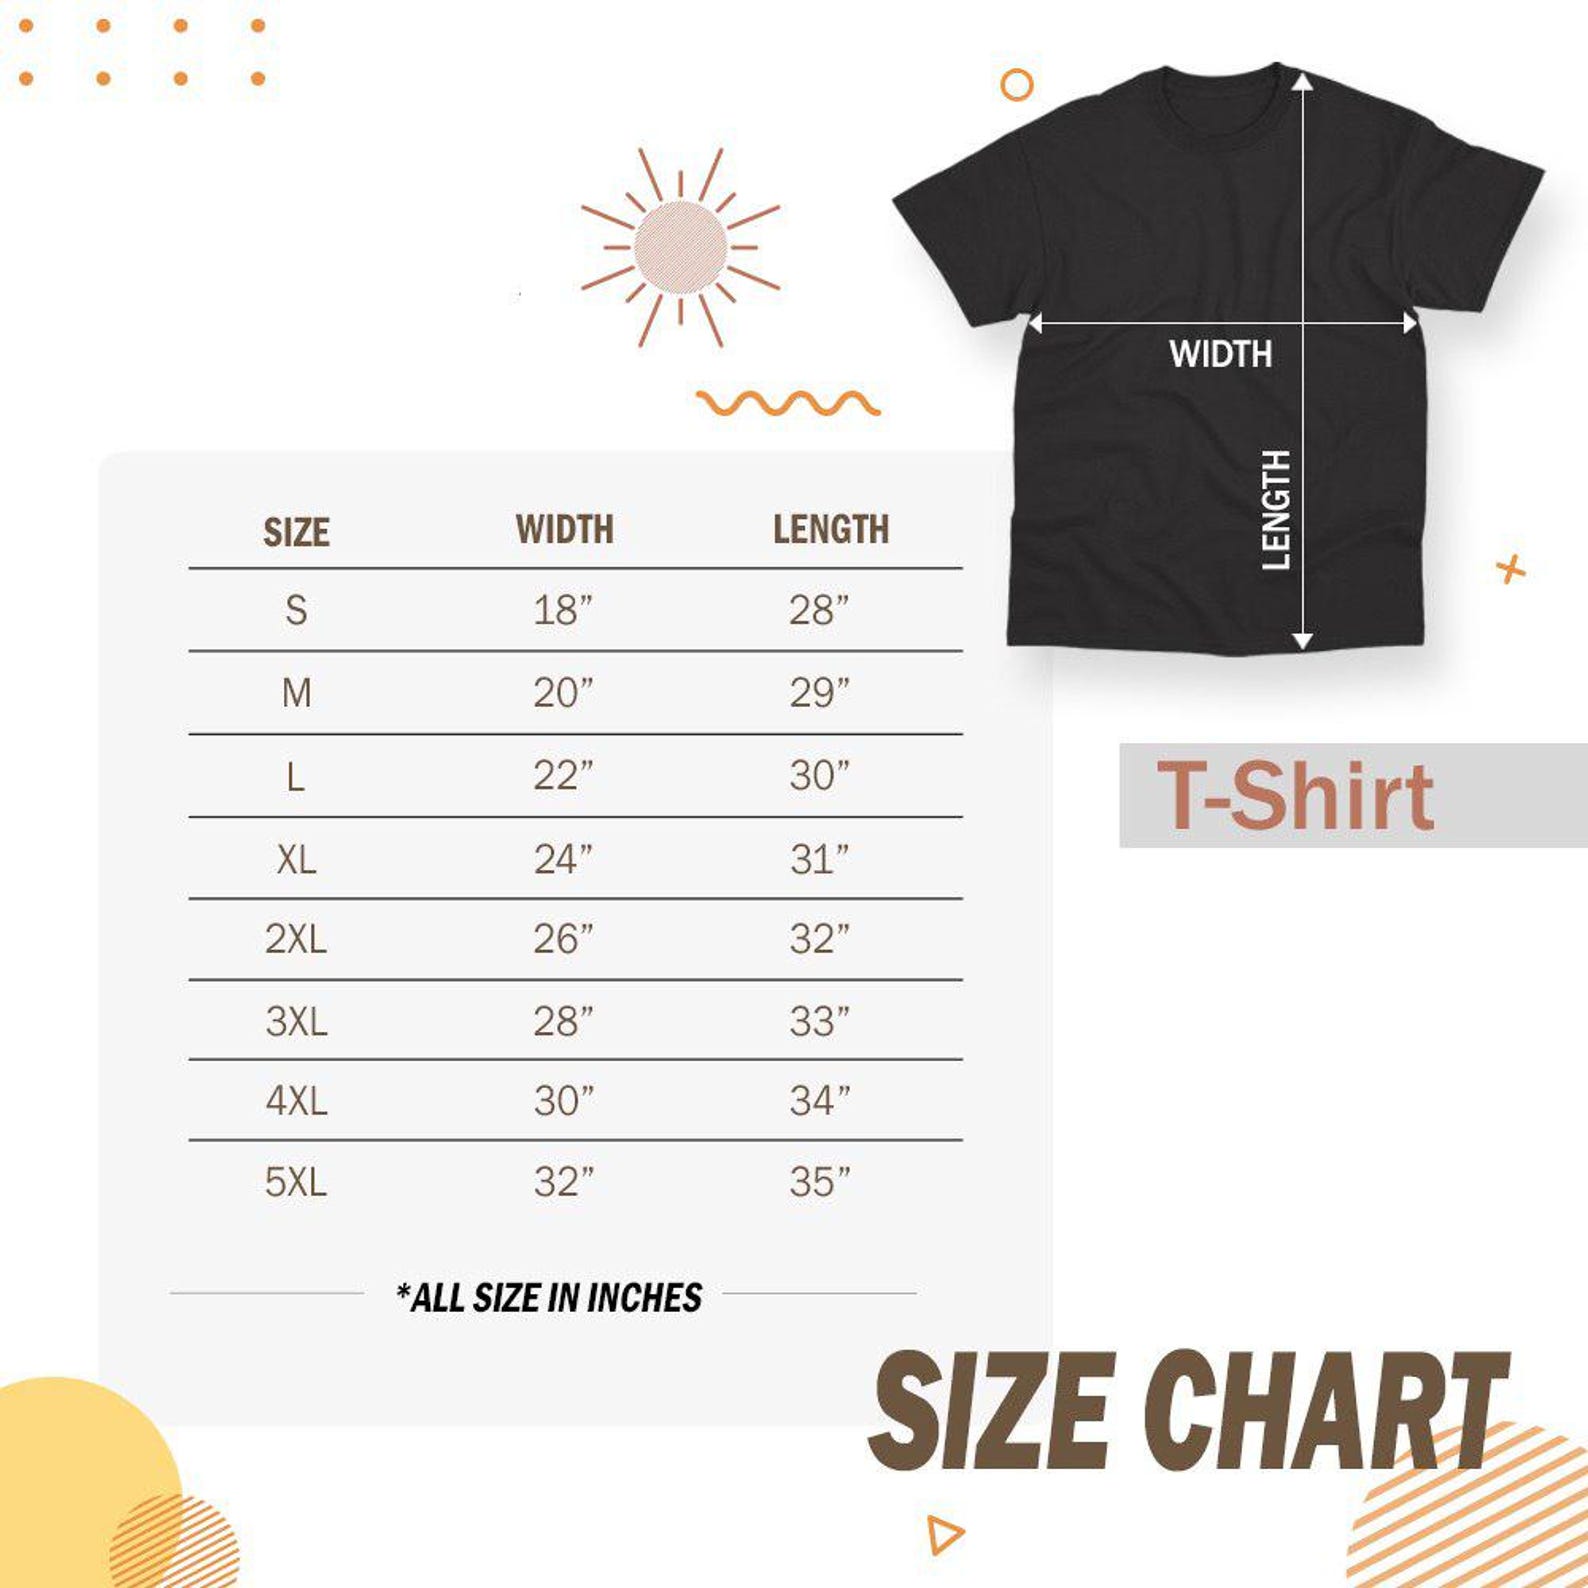 WIDTH
LENGTH
SIZE WIDTH LENGTH
S 18” 28”
M 20” 29”
L 22” 30”
XL 24” 31”
2XL 26” 32”
3XL 28” 33”
4XL 30” 34”
5XL 32” 35”
*ALL SIZE IN INCHES
T-Shirt
SIZE CHART